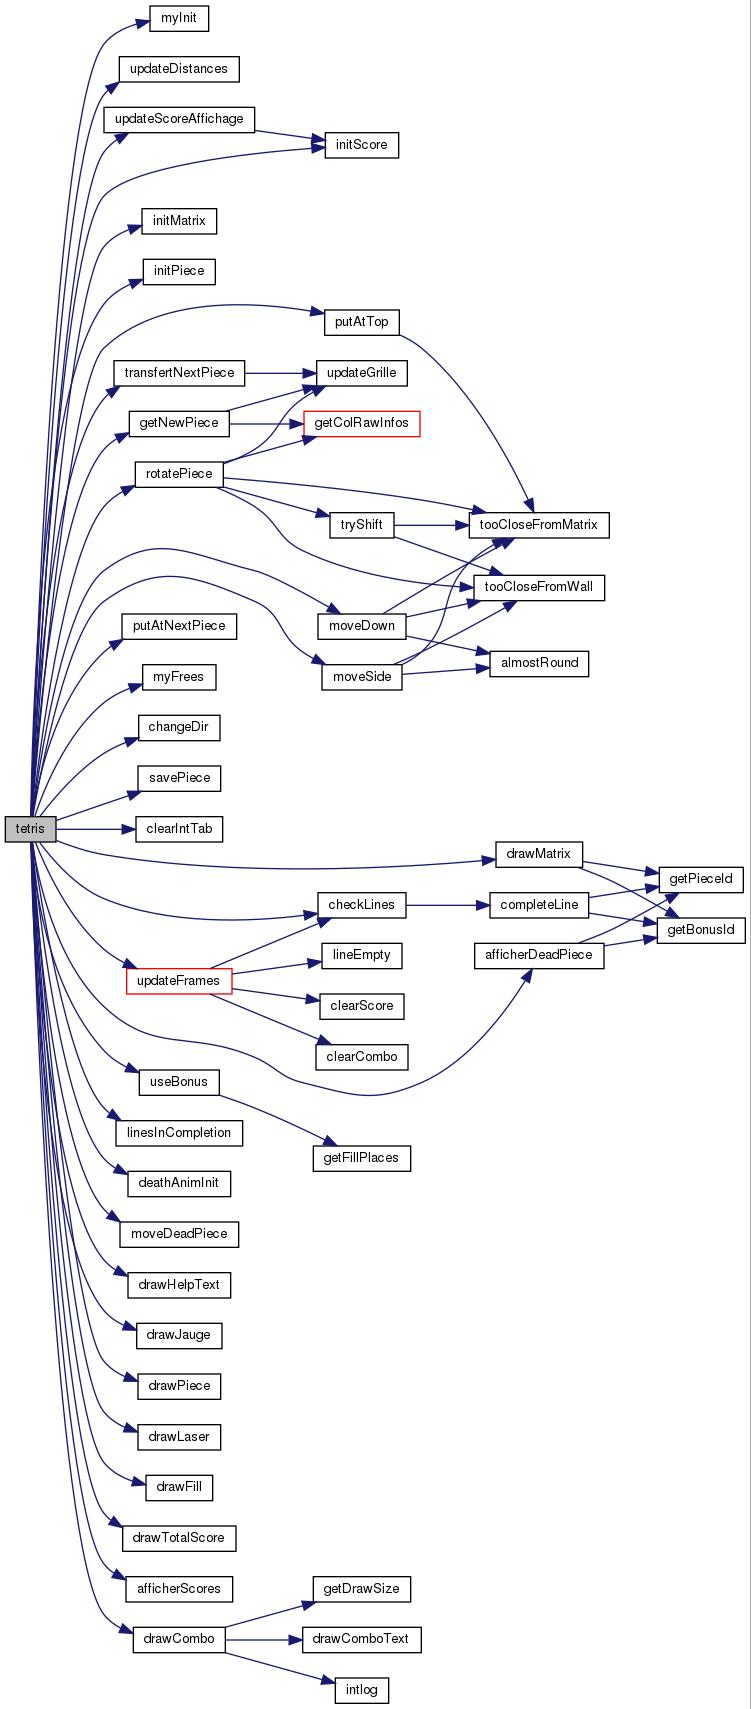 myInit
updateDistances
updateScoreAffichage
initScore
initMatrix
initPiece
putAtTop
transfertNextPiece
updateGrille
getNewPiece
getColRawInfos
rotatePiece
tryShift
tooCloseFromMatrix
tooCloseFromWall
putAtNextPiece
moveDown
almostRound
myFrees
moveSide
changeDir
savePiece
tetris
clearIntTab
drawMatrix
getPieceId
checkLines
completeLine
getBonusId
afficherDeadPiece
lineEmpty
updateFrames
clearScore
clearCombo
useBonus
linesInCompletion
getFillPlaces
deathAnimInit
moveDeadPiece
drawHelpText
drawJauge
drawPiece
drawLaser
drawFill
drawTotalScore
afficherScores
getDrawSize
drawCombo
drawComboText
intlog